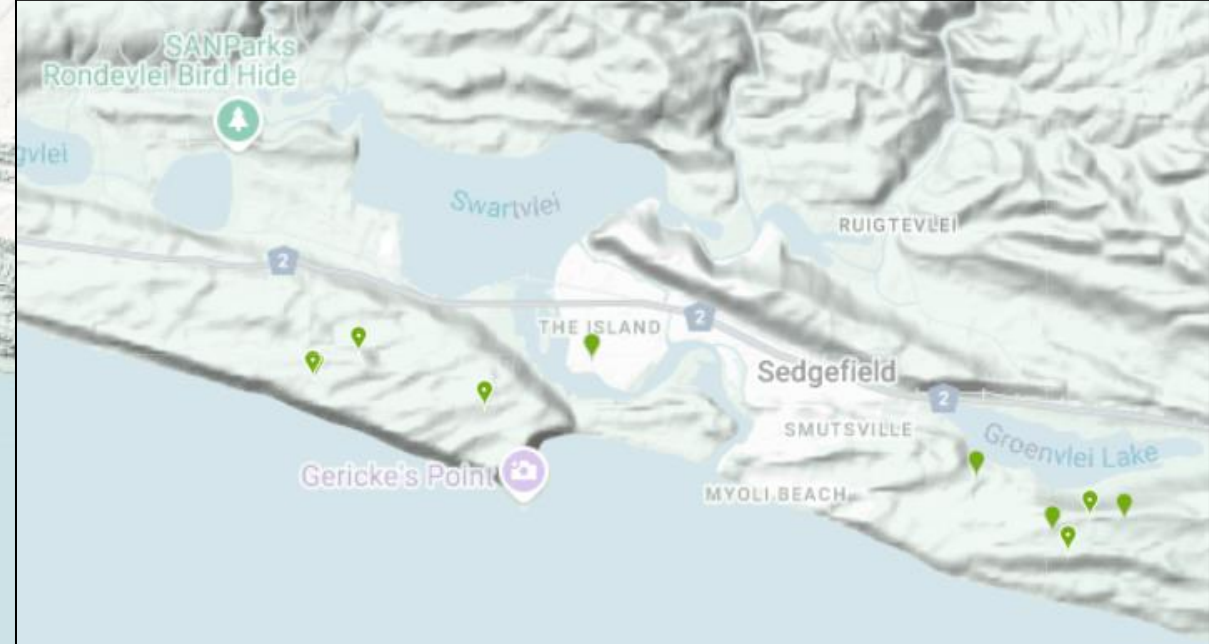 SANParks
Rondevlei Bird Hide
gvlei
Swartvlei
RUIGTEVLEI
2
THE ISLAND
2
Sedgefield
2
SMUTSVILLE
Groenvlei Lake
Gericke's Point
MYOLI BEACH